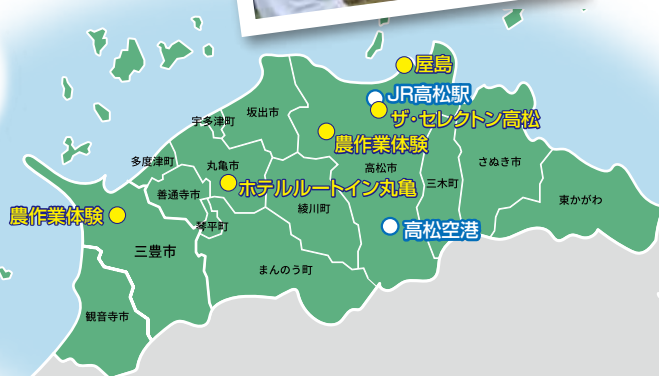 屋島
JR高松駅
ザ・セレクトン高松
坂出市
宇多津町
農作業体験
多度津町
丸亀市
高松市
さぬき市
三木町
善通寺市
ホテルルートイン丸亀
東かがわ
綾川町
農作業体験
琴平町
高松空港
三豊市
まんのう町
観音寺市